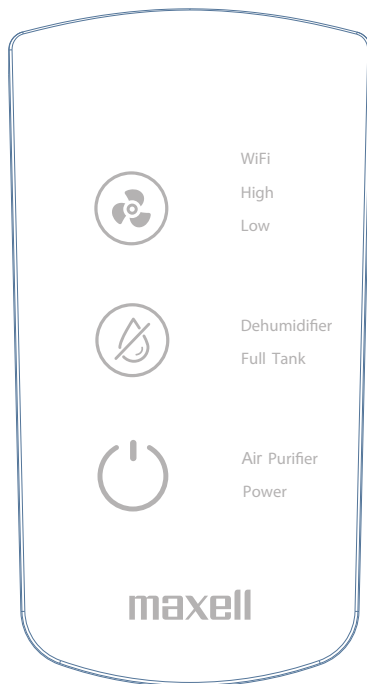 WiFi
High
Low
Dehumidifier
Full Tank
Air Purifier
Power
maxell